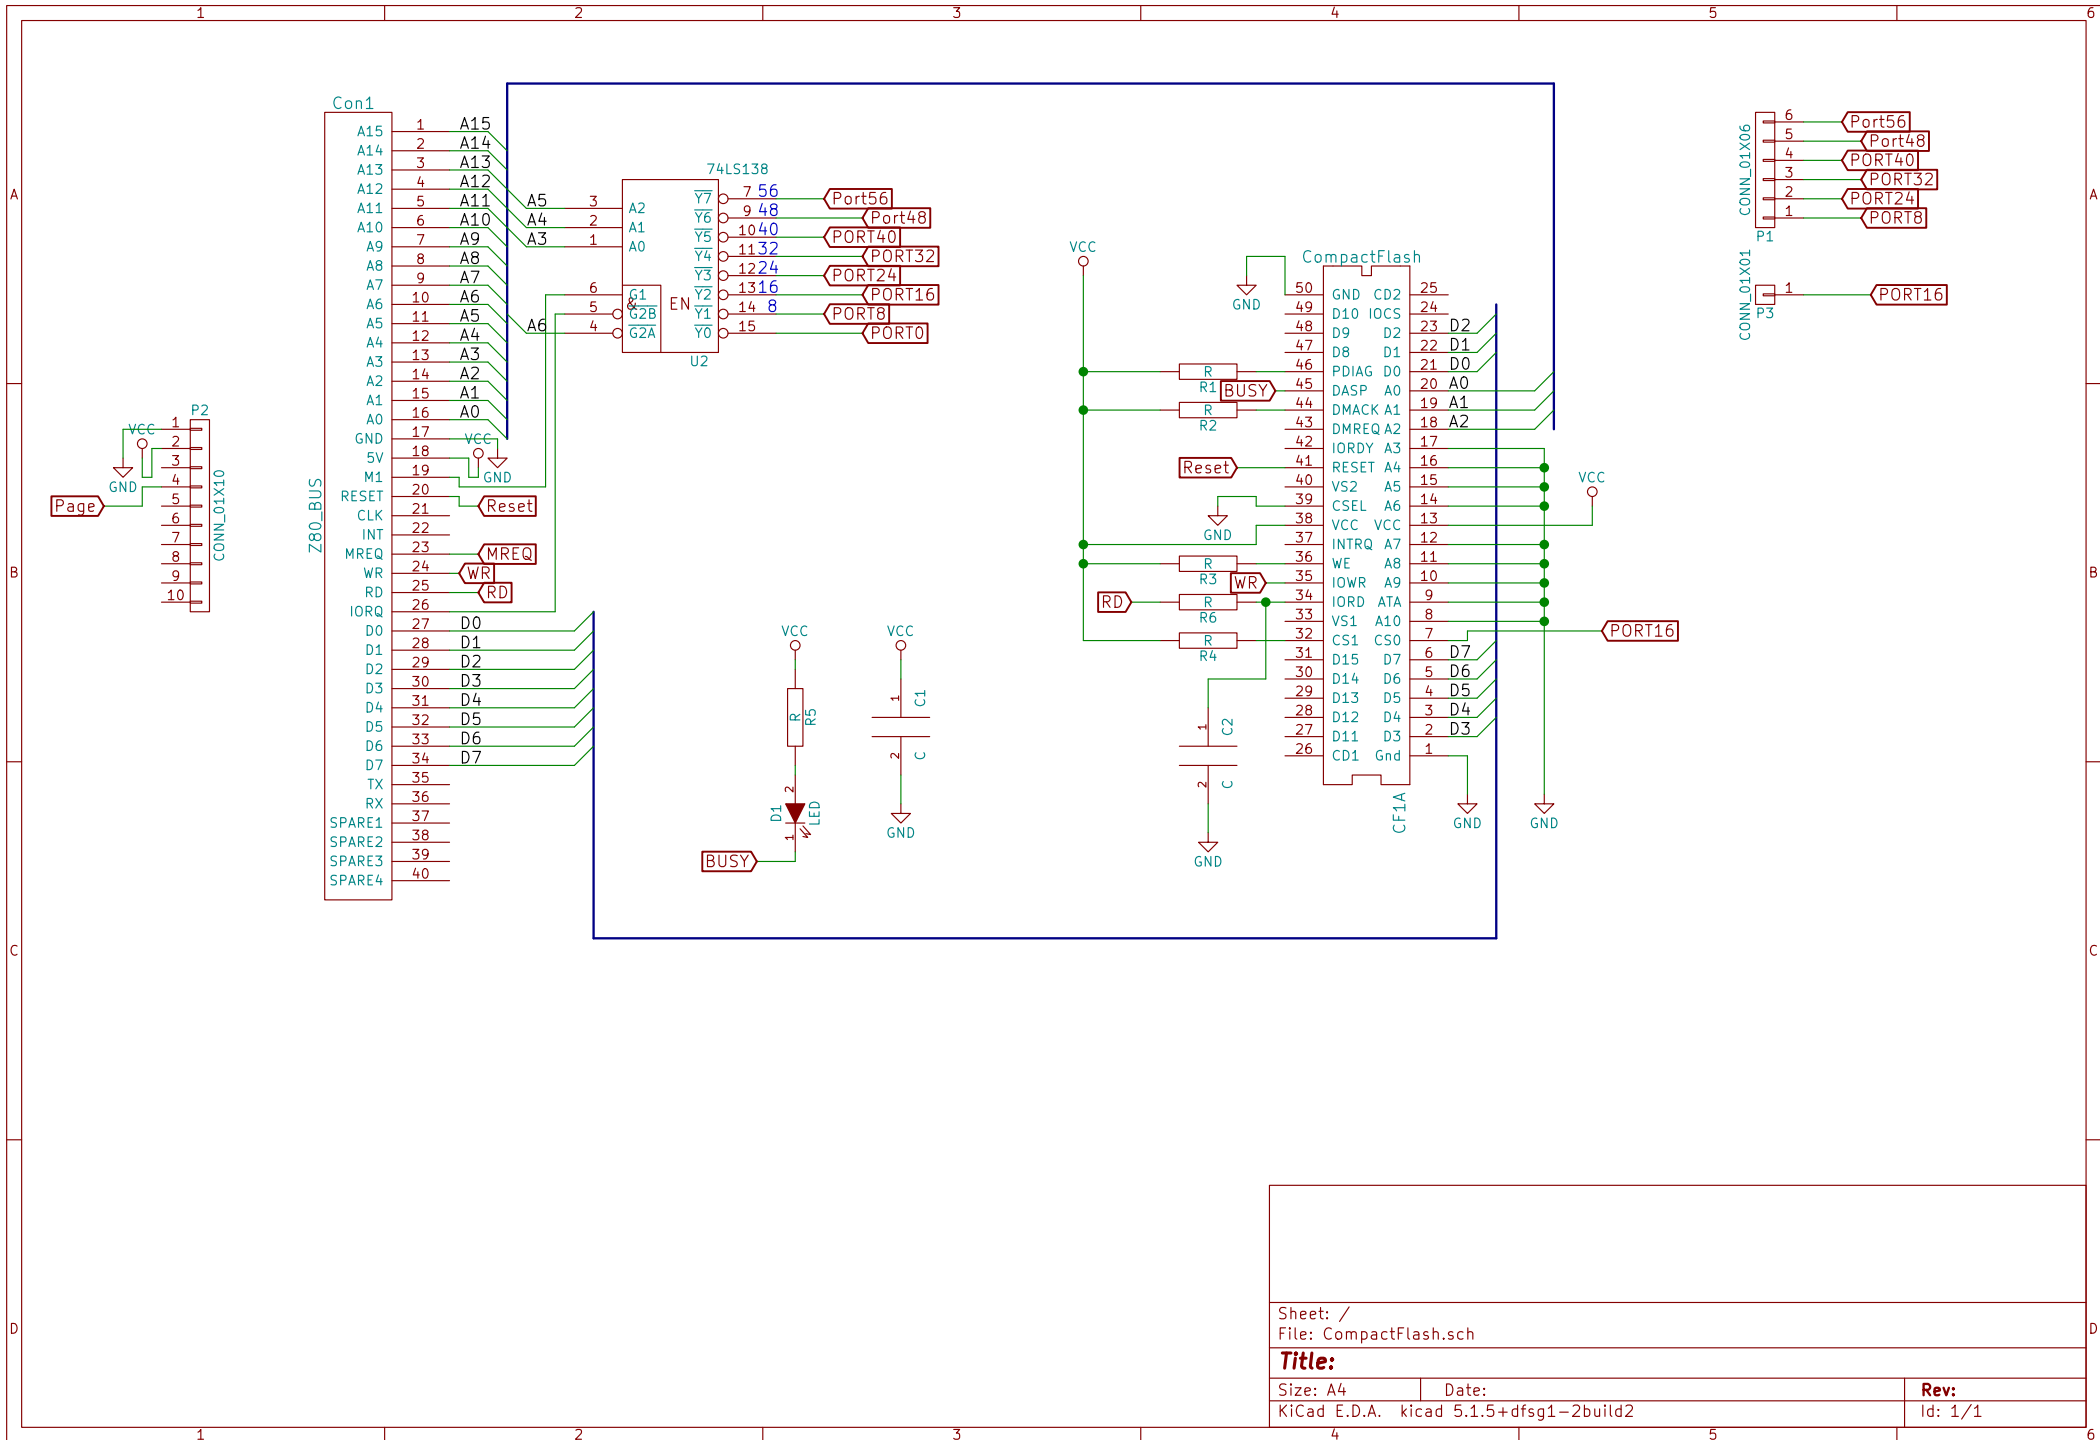 1 2 3 4 5 6
A
B
C
D
Con1
Z80_BUS
A15 1 A15
A14 2 A14
A13 3 A13
A12 4 A12
A11 5 A11
A10 6 A10
A9 7 A9
A8 8 A8
A7 9 A7
A6 10 A6
A5 11 A5
A4 12 A4
A3 13 A3
A2 14 A2
A1 15 A1
A0 16 A0
GND 17
5V 18
M1 19
RESET 20 Reset
CLK 21
INT 22
MREQ 23 MREQ
WR 24 WR
RD 25 RD
IORQ 26
D0 27 D0
D1 28 D1
D2 29 D2
D3 30 D3
D4 31 D4
D5 32 D5
D6 33 D6
D7 34 D7
TX 35
RX 36
SPARE1 37
SPARE2 38
SPARE3 39
SPARE4 40
VCC
GND
P2
CONN_01X10
1
2
3
4
5
6
7
8
9
10
VCC
GND
Page
74LS138
A5 3 A2
A4 2 A1
A3 1 A0
6 G1
5 G2B
A6 4 G2A
&
EN
Y7 7 56 Port56
Y6 9 48 Port48
Y5 10 40 PORT40
Y4 11 32 PORT32
Y3 12 24 PORT24
Y2 13 16 PORT16
Y1 14 8 PORT8
Y0 15 PORT0
U2
VCC
R
R5
2
D1
LED
1
BUSY
VCC
1
C1
2
C
GND
VCC
GND
R
R1
BUSY
R
R2
Reset
GND
R
R3
WR
RD
R
R6
R
R4
1
C2
2
C
GND
CompactFlash
50 GND CD2 25
49 D10 IOCS 24
48 D9 D2 23 D2
47 D8 D1 22 D1
46 PDIAG D0 21 D0
45 DASP A0 20 A0
44 DMACK A1 19 A1
43 DMREQ A2 18 A2
42 IORDY A3 17
41 RESET A4 16
40 VS2 A5 15
39 CSEL A6 14
38 VCC VCC 13
37 INTRQ A7 12
36 WE A8 11
35 IOWR A9 10
34 IORD ATA 9
33 VS1 A10 8
32 CS1 CS0 7
31 D15 D7 6 D7
30 D14 D6 5 D6
29 D13 D5 4 D5
28 D12 D4 3 D4
27 D11 D3 2 D3
26 CD1 Gnd 1
CF1A
VCC
PORT16
GND
GND
CONN_01X06
6 Port56
5 Port48
4 PORT40
3 PORT32
2 PORT24
1 PORT8
P1
CONN_01X01
1 PORT16
P3
Sheet: /
File: CompactFlash.sch
Title:
Size: A4 Date: Rev:
KiCad E.D.A. kicad 5.1.5+dfsg1-2build2 Id: 1/1
A
B
C
D
1 2 3 4 5 6